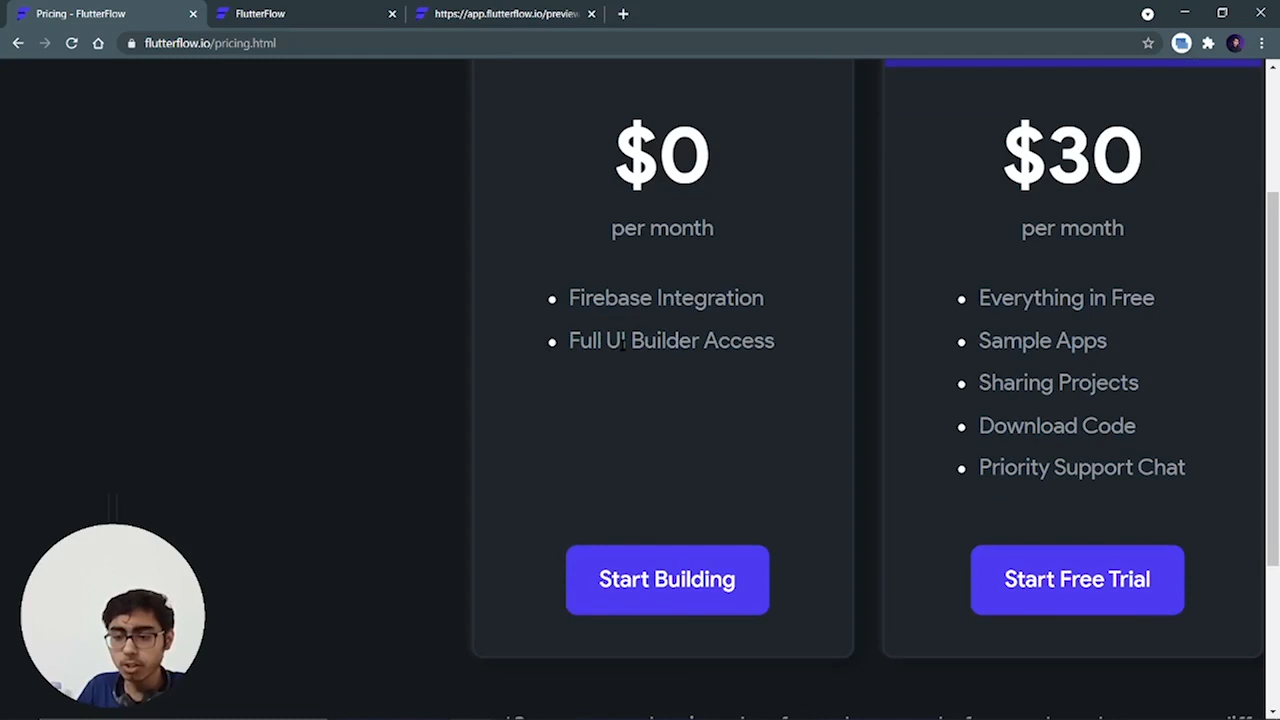 Pricing - FlutterFlow
FlutterFlow
https://app.flutterflow.io/preview
flutterflow.io/pricing.html
$0
per month
Firebase Integration
Full UI Builder Access
Start Building
$30
per month
Everything in Free
Sample Apps
Sharing Projects
Download Code
Priority Support Chat
Start Free Trial